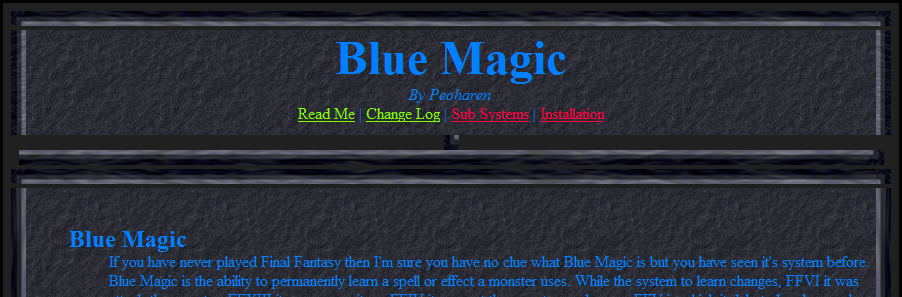 Blue Magic
By Peoharen
Read Me | Change Log | Sub Systems | Installation
Blue Magic
If you have never played Final Fantasy then I'm sure you have no clue what Blue Magic is but you have seen it's system before.
Blue Magic is the ability to permanently learn a spell or effect a monster uses. While the system to learn changes, FFVI it was